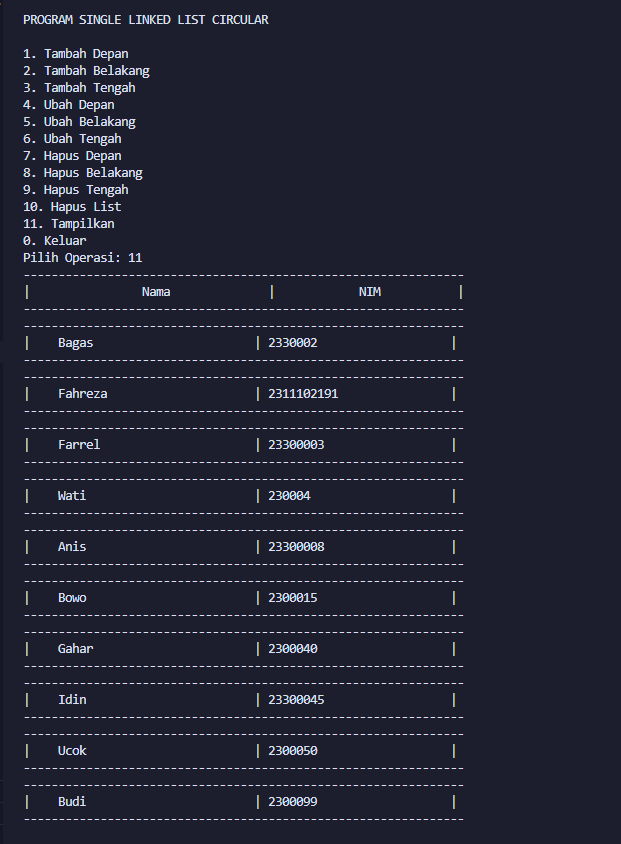 PROGRAM SINGLE LINKED LIST CIRCULAR
1. Tambah Depan
2. Tambah Belakang
3. Tambah Tengah
4. Ubah Depan
5. Ubah Belakang
6. Ubah Tengah
7. Hapus Depan
8. Hapus Belakang
9. Hapus Tengah
10. Hapus List
11. Tampilkan
0. Keluar
Pilih Operasi: 11
---------------------------------------------------------------
| Nama | NIM |
---------------------------------------------------------------
---------------------------------------------------------------
| Bagas | 2330002 |
---------------------------------------------------------------
---------------------------------------------------------------
| Fahreza | 2311102191 |
---------------------------------------------------------------
---------------------------------------------------------------
| Farrel | 23300003 |
---------------------------------------------------------------
---------------------------------------------------------------
| Wati | 230004 |
---------------------------------------------------------------
---------------------------------------------------------------
| Anis | 23300008 |
---------------------------------------------------------------
---------------------------------------------------------------
| Bowo | 2300015 |
---------------------------------------------------------------
---------------------------------------------------------------
| Gahar | 2300040 |
---------------------------------------------------------------
---------------------------------------------------------------
| Idin | 23300045 |
---------------------------------------------------------------
---------------------------------------------------------------
| Ucok | 2300050 |
---------------------------------------------------------------
---------------------------------------------------------------
| Budi | 2300099 |
---------------------------------------------------------------